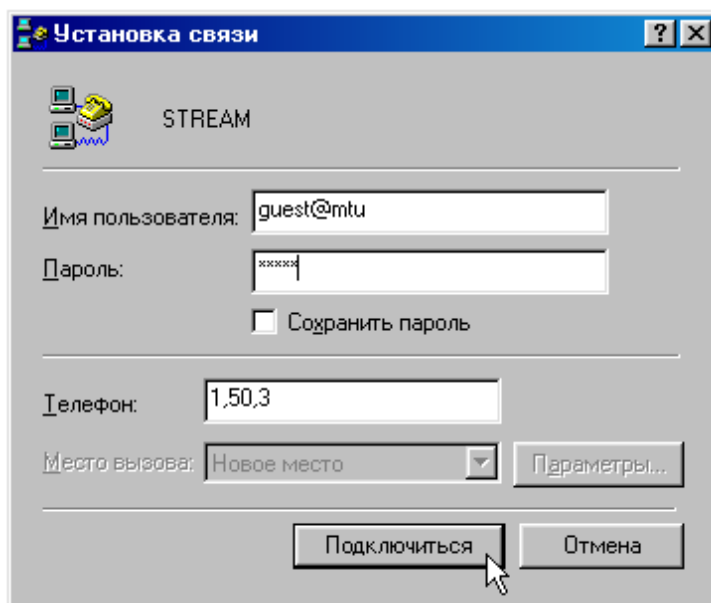 Установка связи
STREAM
Имя пользователя: guest@mtu
Пароль: *****
Сохранить пароль
Телефон: 1,50,3
Место вызова: Новое место Параметры...
Подключиться Отмена